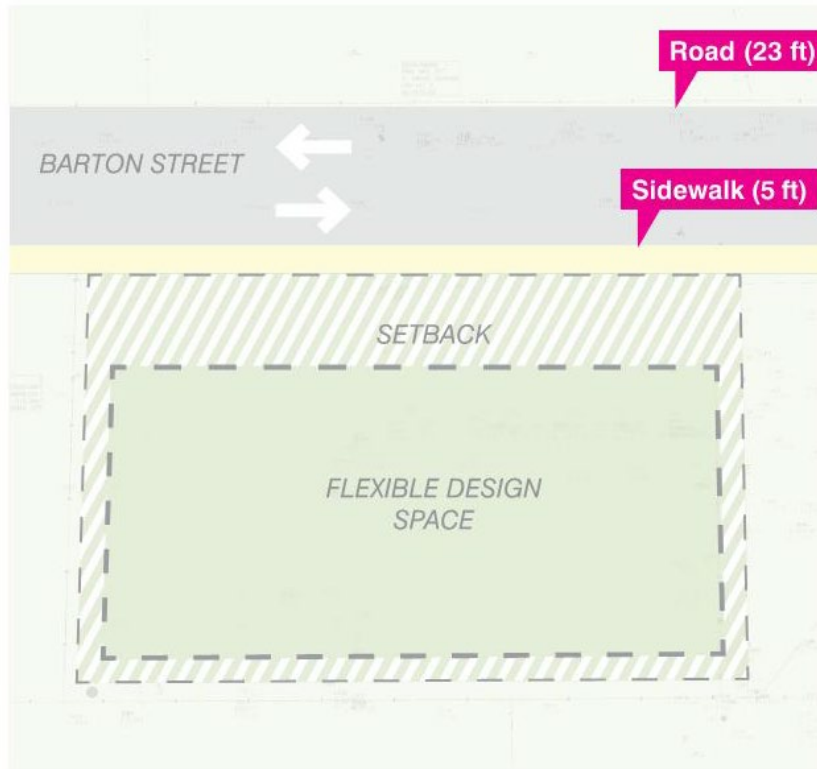 Road (23 ft)
BARTON STREET
Sidewalk (5 ft)
SETBACK
FLEXIBLE DESIGN
SPACE